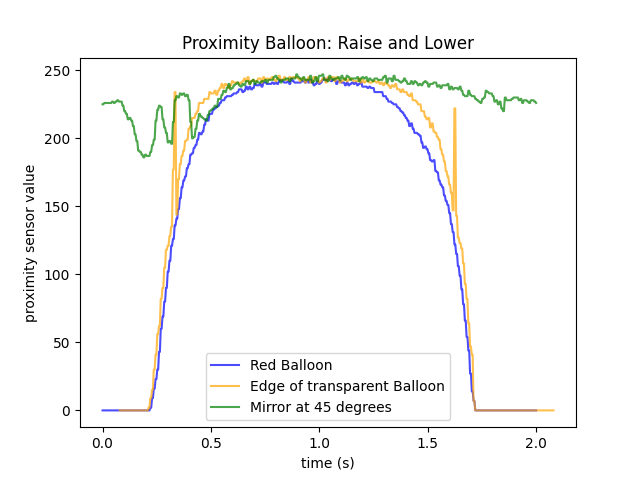 Proximity Balloon: Raise and Lower
250
200
150
100
50
0
proximity sensor value
Red Balloon
Edge of transparent Balloon
Mirror at 45 degrees
0.0 0.5 1.0 1.5 2.0
time (s)